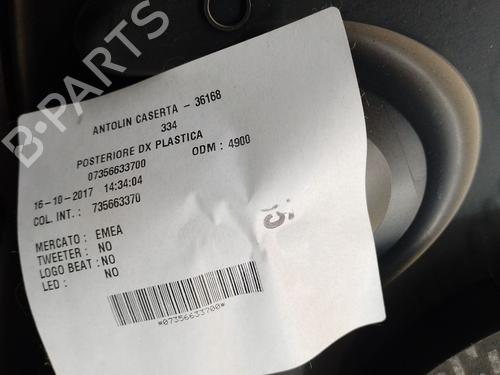 B-PARTS
ANTOLIN CASERTA - 36168
334
POSTERIORE DX PLASTICA
07356633700 ODM : 4900
16-10-2017 14:34:04
COL. INT. : 735663370
MERCATO : EMEA
TWEETER : NO
LOGO BEAT : NO
LED : NO
*07356633700*